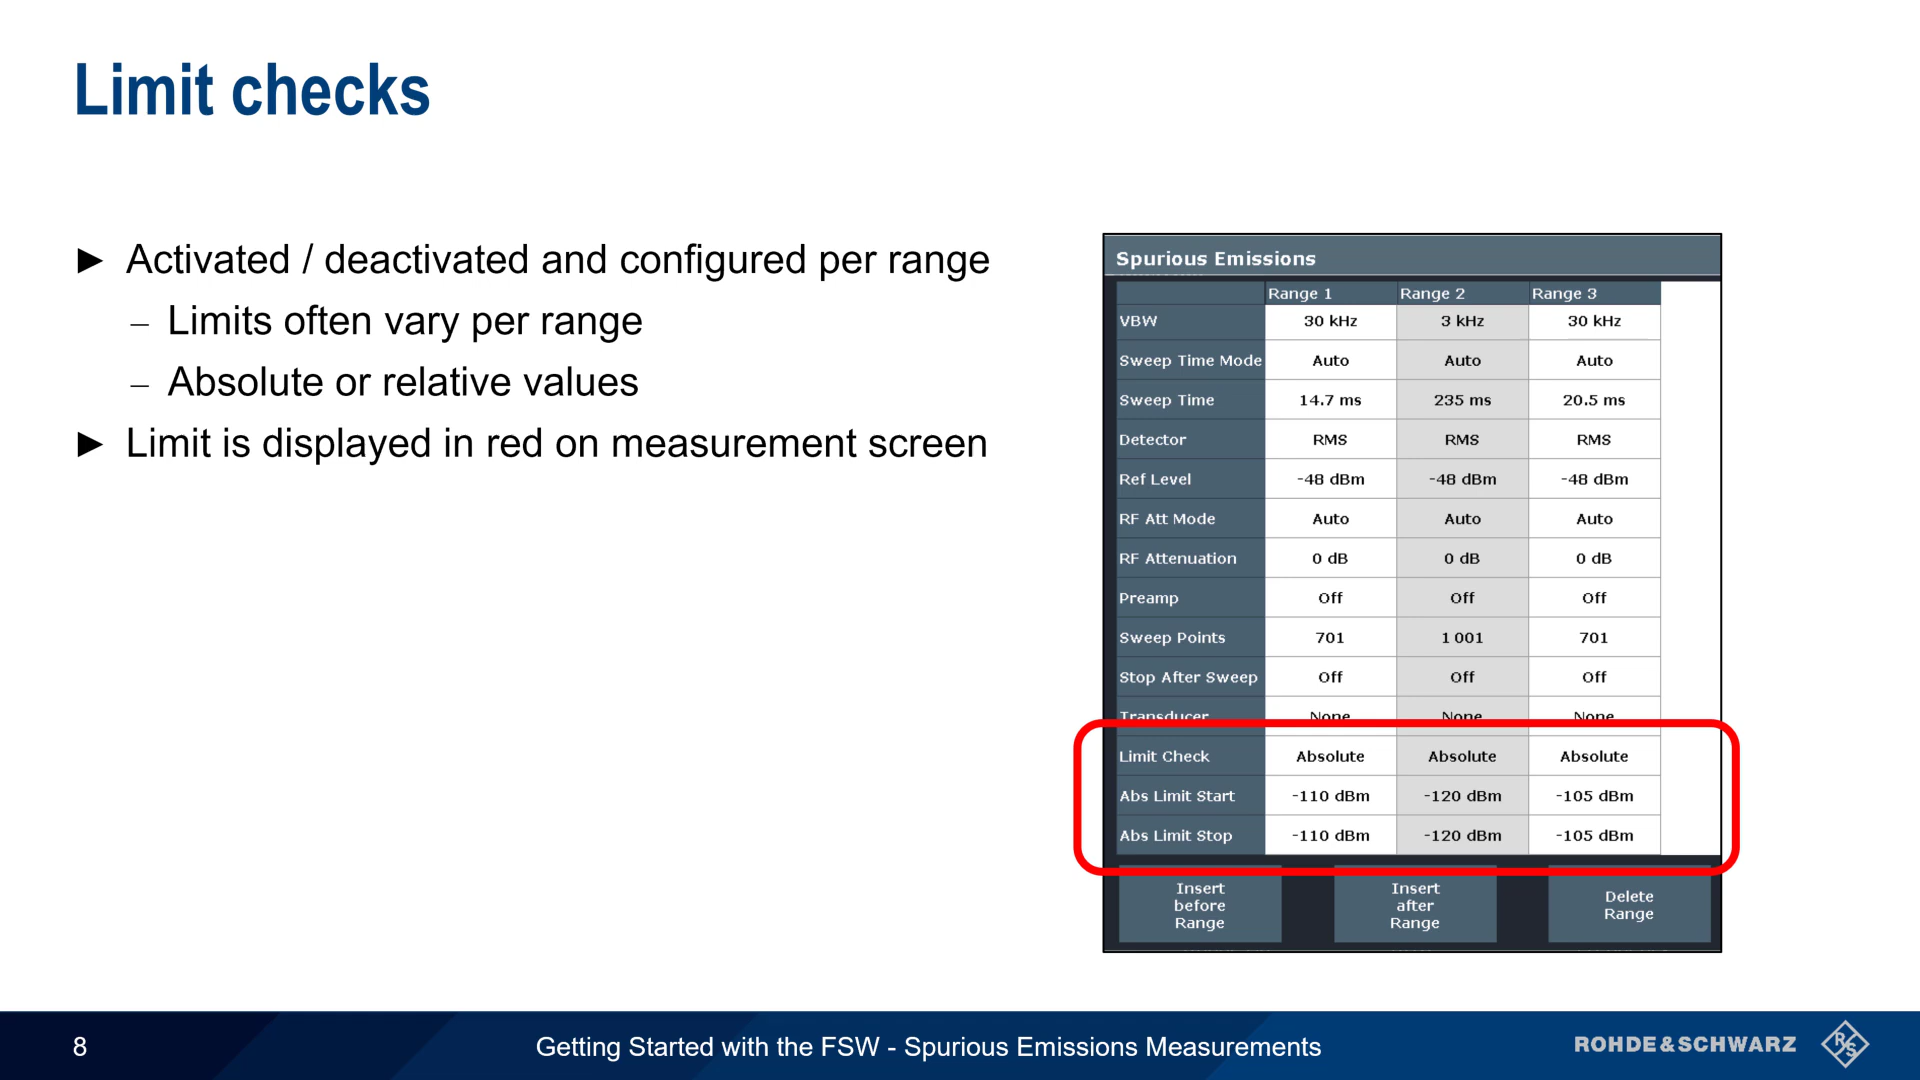 Limit checks
► Activated / deactivated and configured per range
– Limits often vary per range
– Absolute or relative values
► Limit is displayed in red on measurement screen
Spurious Emissions
Range 1 Range 2 Range 3
VBW 30 kHz 3 kHz 30 kHz
Sweep Time Mode Auto Auto Auto
Sweep Time 14.7 ms 235 ms 20.5 ms
Detector RMS RMS RMS
Ref Level -48 dBm -48 dBm -48 dBm
RF Att Mode Auto Auto Auto
RF Attenuation 0 dB 0 dB 0 dB
Preamp Off Off Off
Sweep Points 701 1 001 701
Stop After Sweep Off Off Off
Transducer None None None
Limit Check Absolute Absolute Absolute
Abs Limit Start -110 dBm -120 dBm -105 dBm
Abs Limit Stop -110 dBm -120 dBm -105 dBm
Insert before Range
Insert after Range
Delete Range
8
Getting Started with the FSW - Spurious Emissions Measurements
ROHDE&SCHWARZ
R&S